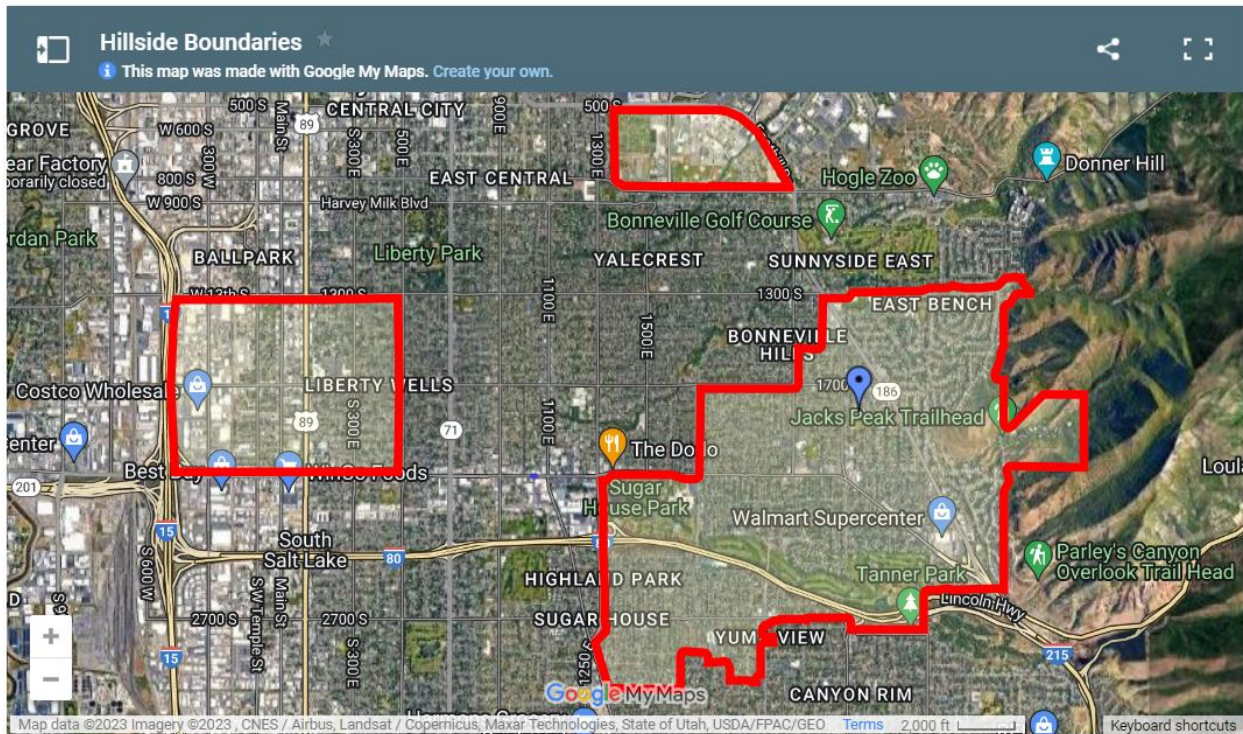 Hillside Boundaries
This map was made with Google My Maps. Create your own.
500 S
Main St
89
S 300 E
500 E
CENTRAL CITY
900 E
1300 E
500 S
GROVE
W 600 S
300 W
ear Factory
porarily closed
800 S
EAST CENTRAL
W 900 S
Harvey Milk Blvd
Hogle Zoo
Donner Hill
Bonneville Golf Course
rdan Park
Liberty Park
BALLPARK
YALECREST
SUNNYSIDE EAST
W 13th S
1300 S
1100 E
1300 S
EAST BENCH
1500 E
BONNEVILLE
HILLS
Costco Wholesale
LIBERTY WELLS
1700
186
S 300 E
1100 E
Jacks Peak Trailhead
89
71
Center
The Dodo
Best Buy
WinCo Foods
201
Sugar
House Park
Loula
15
Walmart Supercenter
South
Salt Lake
80
S 600 W
HIGHLAND PARK
Tanner Park
Parley's Canyon
Overlook Trail Head
Lincoln Hwy
2700 S
SW Temple St
Main St
2700 S
SUGAR HOUSE
S 300 E
1250 E
VIEW
15
215
CANYON RIM
Google My Maps
Map data ©2023 Imagery ©2023 , CNES / Airbus, Landsat / Copernicus, Maxar Technologies, State of Utah, USDA/FPAC/GEO
Terms
2,000 ft
Keyboard shortcuts